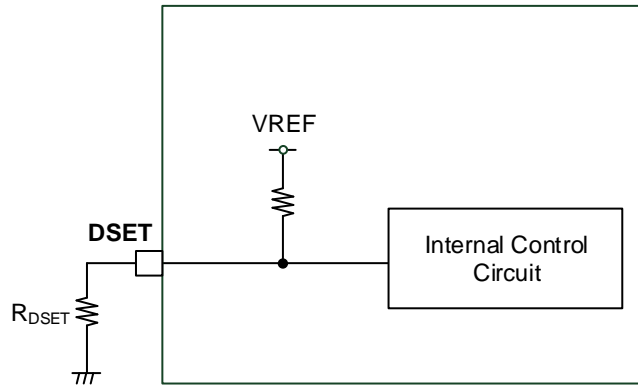 VREF
DSET
Internal Control
Circuit
RDSET